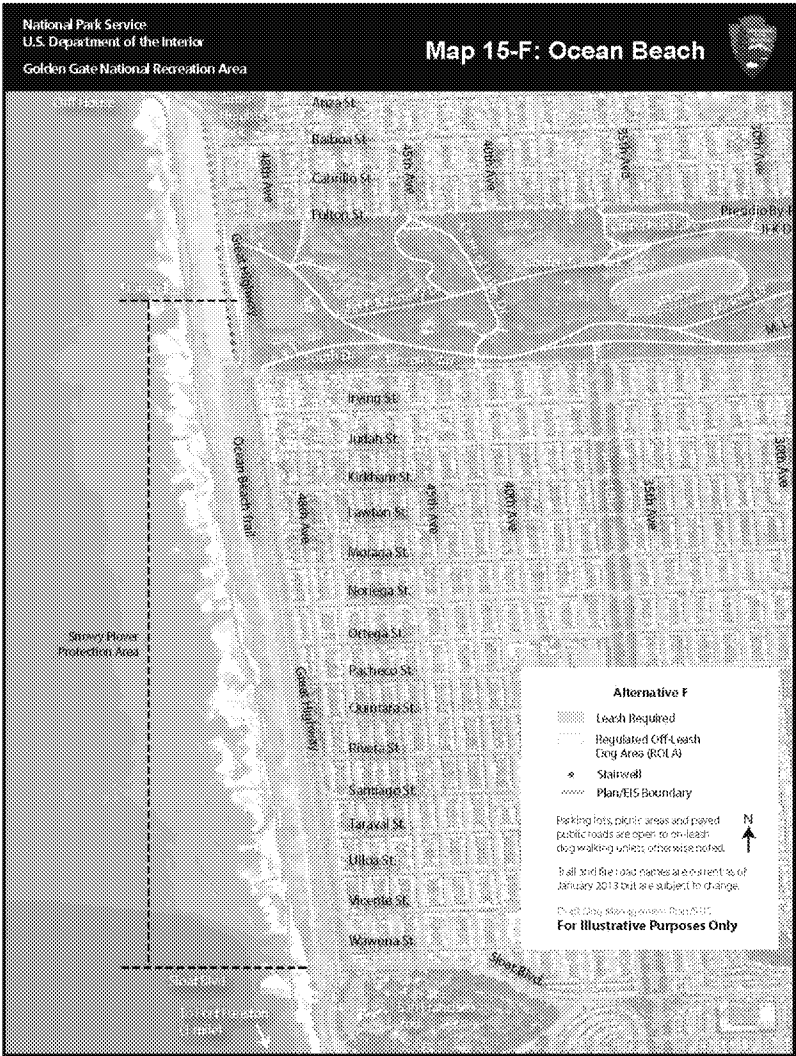 National Park Service
U.S. Department of the Interior
Golden Gate National Recreation Area
Map 15-F: Ocean Beach
Anza St.
Balboa St.
Cabrillo St.
Fulton St.
48th Ave
45th Ave
40th Ave
35th Ave
30th Ave
Great Highway
Irving St.
Judah St.
Kirkham St.
Lawton St.
Moraga St.
Noriega St.
Ortega St.
Pacheco St.
Quintara St.
Rivera St.
Santiago St.
Taraval St.
Ulloa St.
Vicente St.
Wawona St.
Ocean Beach Trail
48th Ave
45th Ave
40th Ave
35th Ave
30th Ave
Great Highway
Snowy Plover
Protection Area
Sloat Blvd.
Alternative F
Leash Required
Regulated Off-Leash
Dog Area (ROLA)
Stairwell
Plan/EIS Boundary
Parking lots, picnic areas and paved
public roads are open to on-leash
dog walking unless otherwise noted.
N
Trail and fire road names are current as of
January 2013 but are subject to change.
For Illustrative Purposes Only